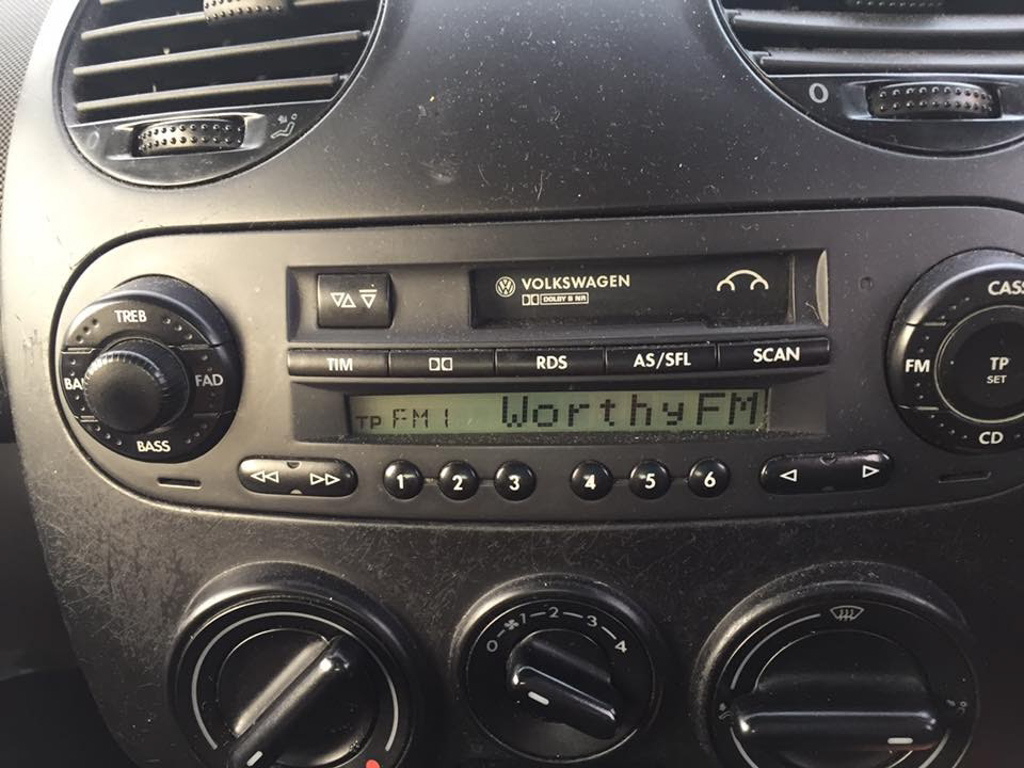 0
VOLKSWAGEN
DOLBY B NR
TREB
FAD
BASS
TIM RDS AS/SFL SCAN
TP FM1 WorthyFM
FM TP SET
CD
1 2 3 4 5 6
0 1 2 3 4